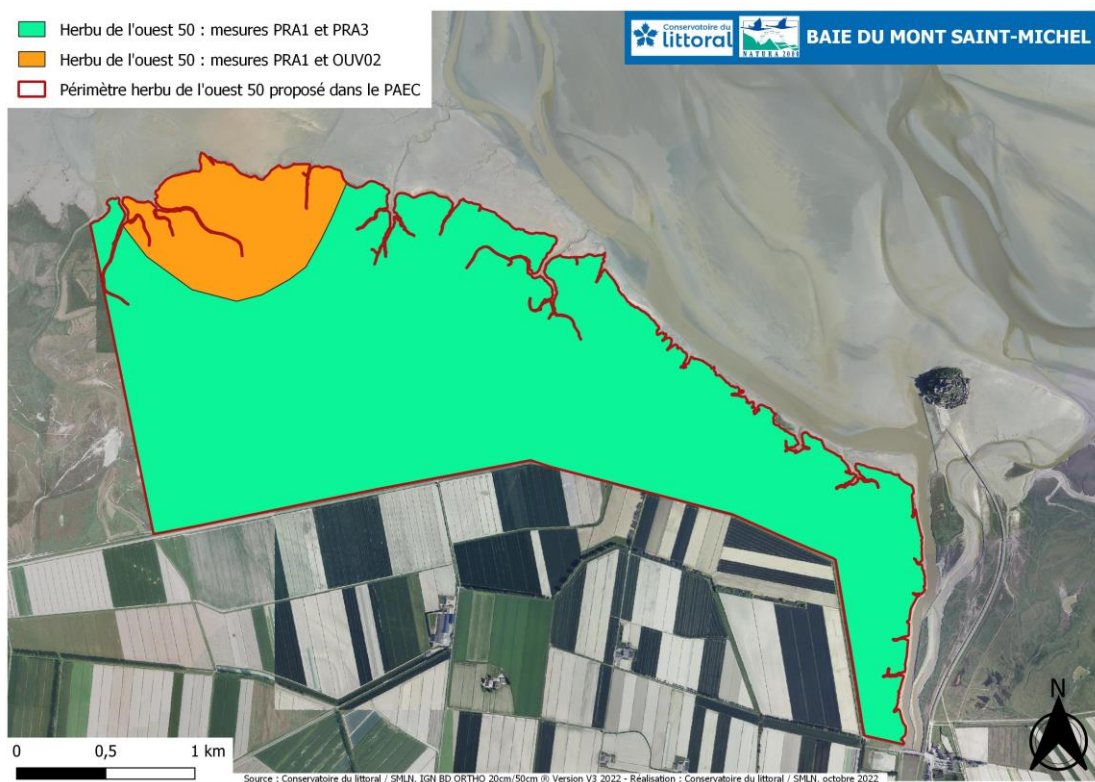 Herbu de l'ouest 50 : mesures PRA1 et PRA3
Herbu de l'ouest 50 : mesures PRA1 et OUV02
Périmètre herbu de l'ouest 50 proposé dans le PAEC
Conservatoire du
littoral
NATURA 2000
BAIE DU MONT SAINT-MICHEL
N
0 0,5 1 km
Source : Conservatoire du littoral / SMLN, IGN BD ORTHO 20cm/50cm ® Version V3 2022 - Réalisation : Conservatoire du littoral / SMLN, octobre 2022